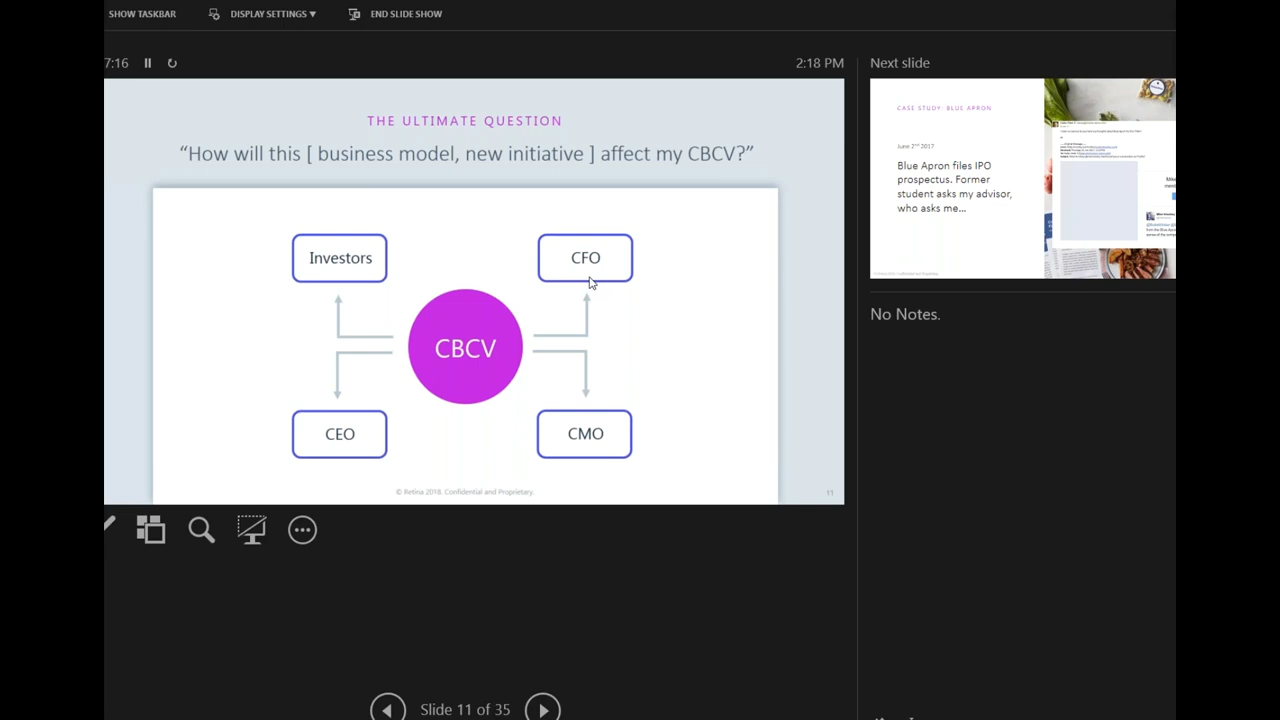 SHOW TASKBAR
DISPLAY SETTINGS ▼
END SLIDE SHOW
7:16
2:18 PM
THE ULTIMATE QUESTION
“How will this [ business model, new initiative ] affect my CBCV?”
Investors
CFO
CBCV
CEO
CMO
© Retina 2018. Confidential and Proprietary.
11
Next slide
CASE STUDY: BLUE APRON
June 2nd 2017
Blue Apron files IPO
prospectus. Former
student asks my advisor,
who asks me...
No Notes.
Slide 11 of 35